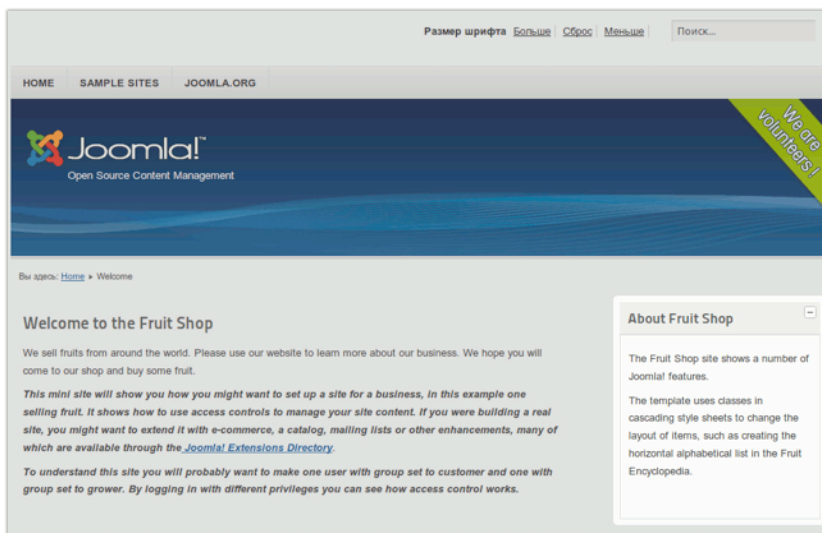 Размер шрифта Больше Сброс Меньше Поиск...
HOME SAMPLE SITES JOOMLA.ORG
We are
volunteers!
Joomla!™
Open Source Content Management
Вы здесь: Home ▸ Welcome
Welcome to the Fruit Shop
We sell fruits from around the world. Please use our website to learn more about our business. We hope you will
come to our shop and buy some fruit.
This mini site will show you how you might want to set up a site for a business, in this example one
selling fruit. It shows how to use access controls to manage your site content. If you were building a real
site, you might want to extend it with e-commerce, a catalog, mailing lists or other enhancements, many of
which are available through the Joomla! Extensions Directory.
To understand this site you will probably want to make one user with group set to customer and one with
group set to grower. By logging in with different privileges you can see how access control works.
About Fruit Shop
The Fruit Shop site shows a number of
Joomla! features.
The template uses classes in
cascading style sheets to change the
layout of items, such as creating the
horizontal alphabetical list in the Fruit
Encyclopedia.